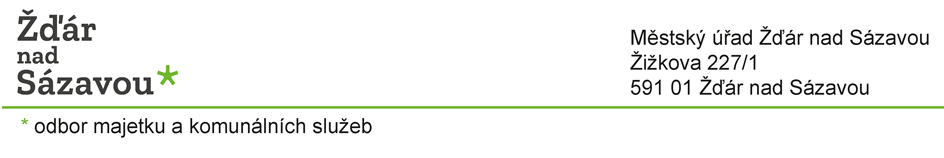 Žďár
nad
Sázavou*
Městský úřad Žďár nad Sázavou
Žižkova 227/1
591 01 Žďár nad Sázavou
* odbor majetku a komunálních služeb